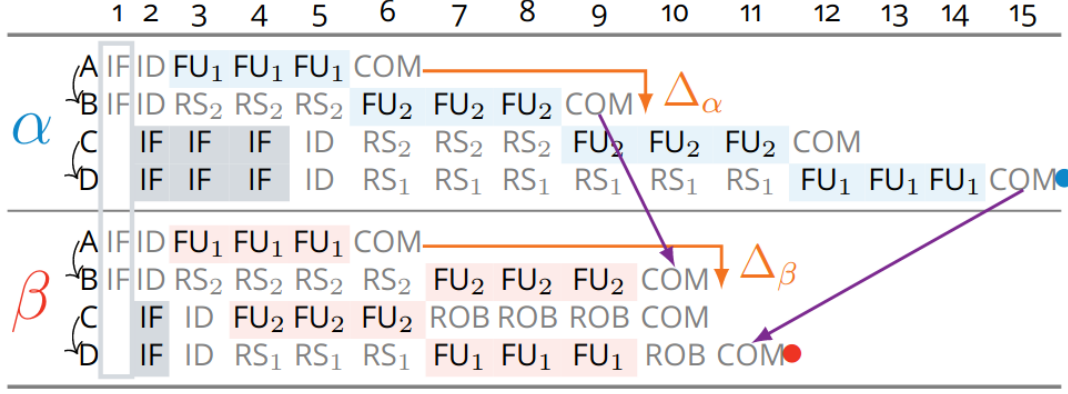 1 2 3 4 5 6 7 8 9 10 11 12 13 14 15
A IF ID FU₁ FU₁ FU₁ COM
Δα
B IF ID RS₂ RS₂ RS₂ FU₂ FU₂ FU₂ COM
α
C IF IF IF ID RS₂ RS₂ RS₂ FU₂ FU₂ FU₂ COM
D IF IF IF ID RS₁ RS₁ RS₁ RS₁ RS₁ RS₁ FU₁ FU₁ FU₁ COM
A IF ID FU₁ FU₁ FU₁ COM
Δβ
B IF ID RS₂ RS₂ RS₂ RS₂ FU₂ FU₂ FU₂ COM
β
C IF ID FU₂ FU₂ FU₂ ROB ROB ROB COM
D IF ID RS₁ RS₁ RS₁ FU₁ FU₁ FU₁ ROB COM